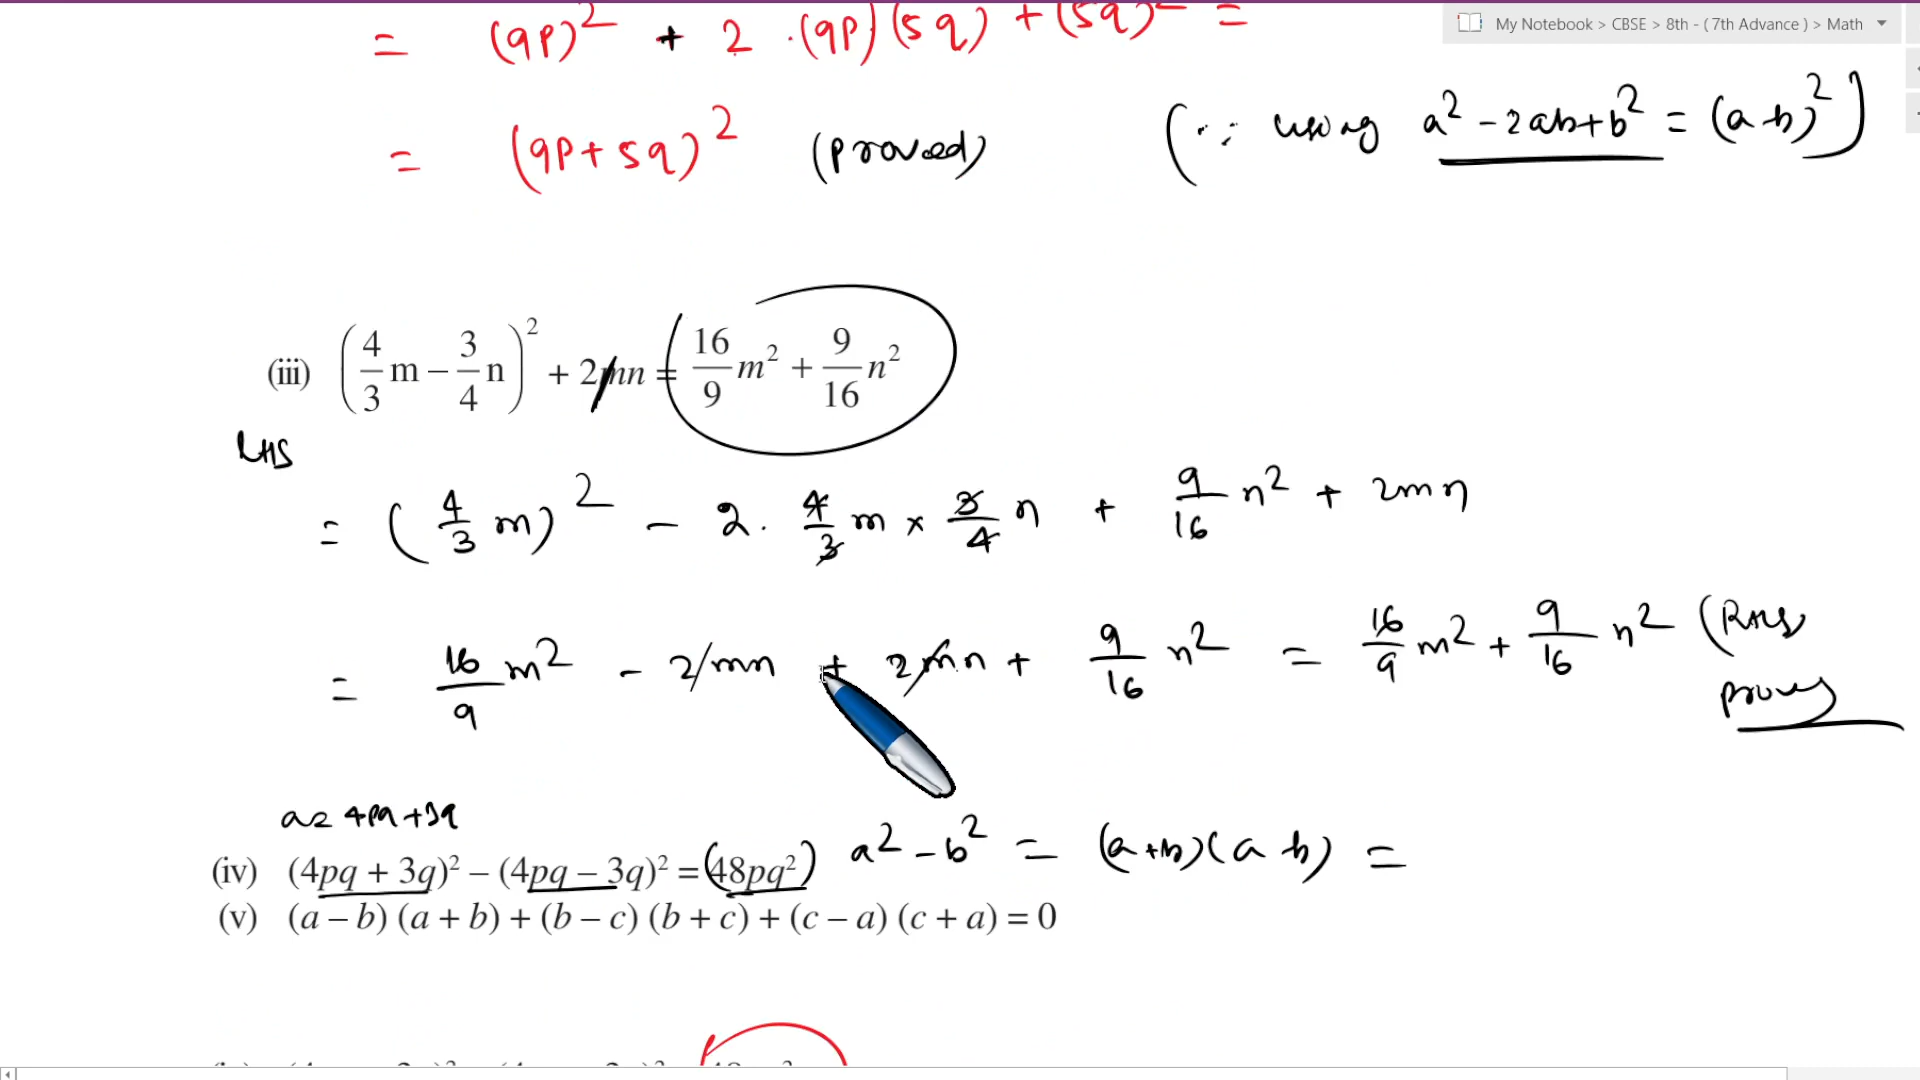 My Notebook > CBSE > 8th - ( 7th Advance ) > Math
= (9p)² + 2 · (9p) (5q) + (5q)² =
= (9p + 5q)² (Proved) (∵ using a² - 2ab + b² = (a-b)²)
(iii) (4/3 m − 3/4 n)² + 2mn = 16/9 m² + 9/16 n²
LHS
= (4/3 m)² − 2 . 4/3 m × 3/4 n + 9/16 n² + 2mn
= 16/9 m² − 2mn + 2mn + 9/16 n² = 16/9 m² + 9/16 n² (RHS
a= 4pq + 3q
(iv) (4pq + 3q)² − (4pq − 3q)² = (48pq²) a² − b² = (a+b)(a-b) =
(v) (a − b) (a + b) + (b − c) (b + c) + (c − a) (c + a) = 0